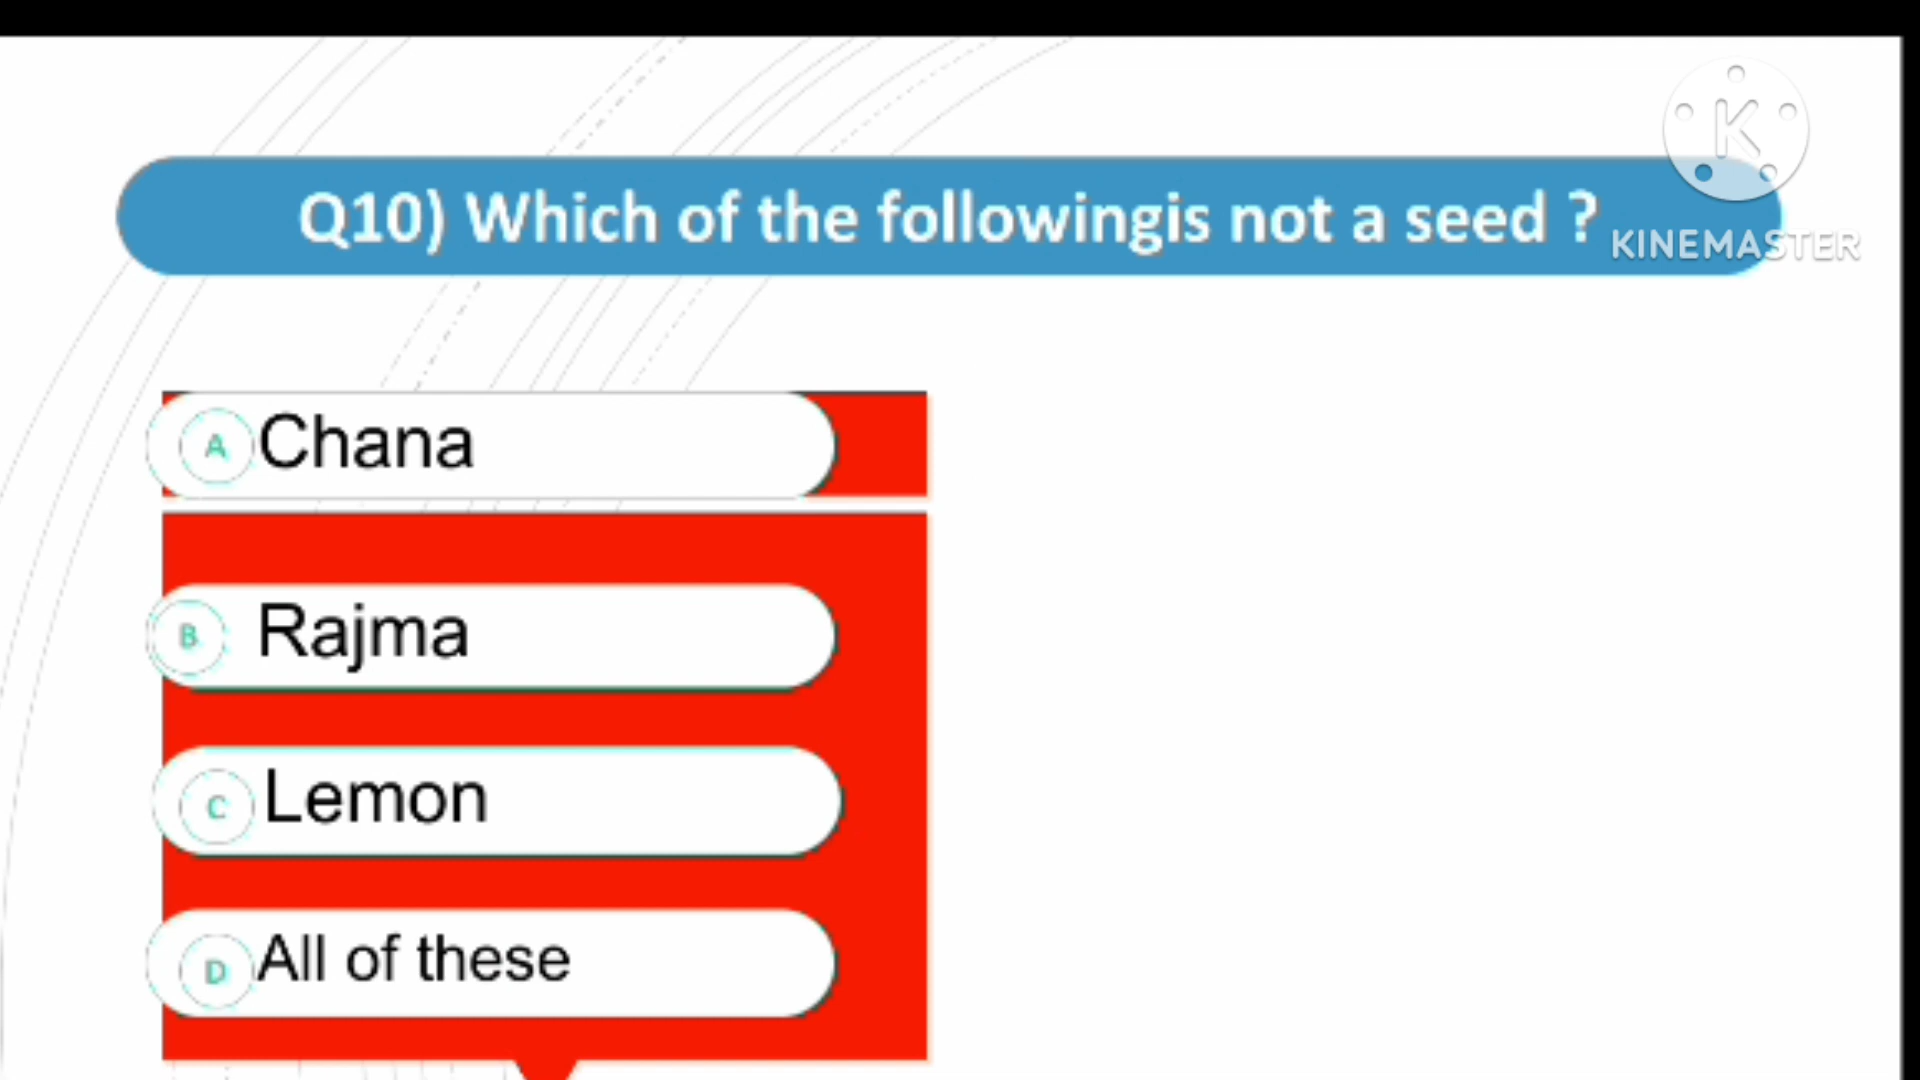 K
Q10) Which of the followingis not a seed ?
KINEMASTER
A Chana
B Rajma
C Lemon
D All of these